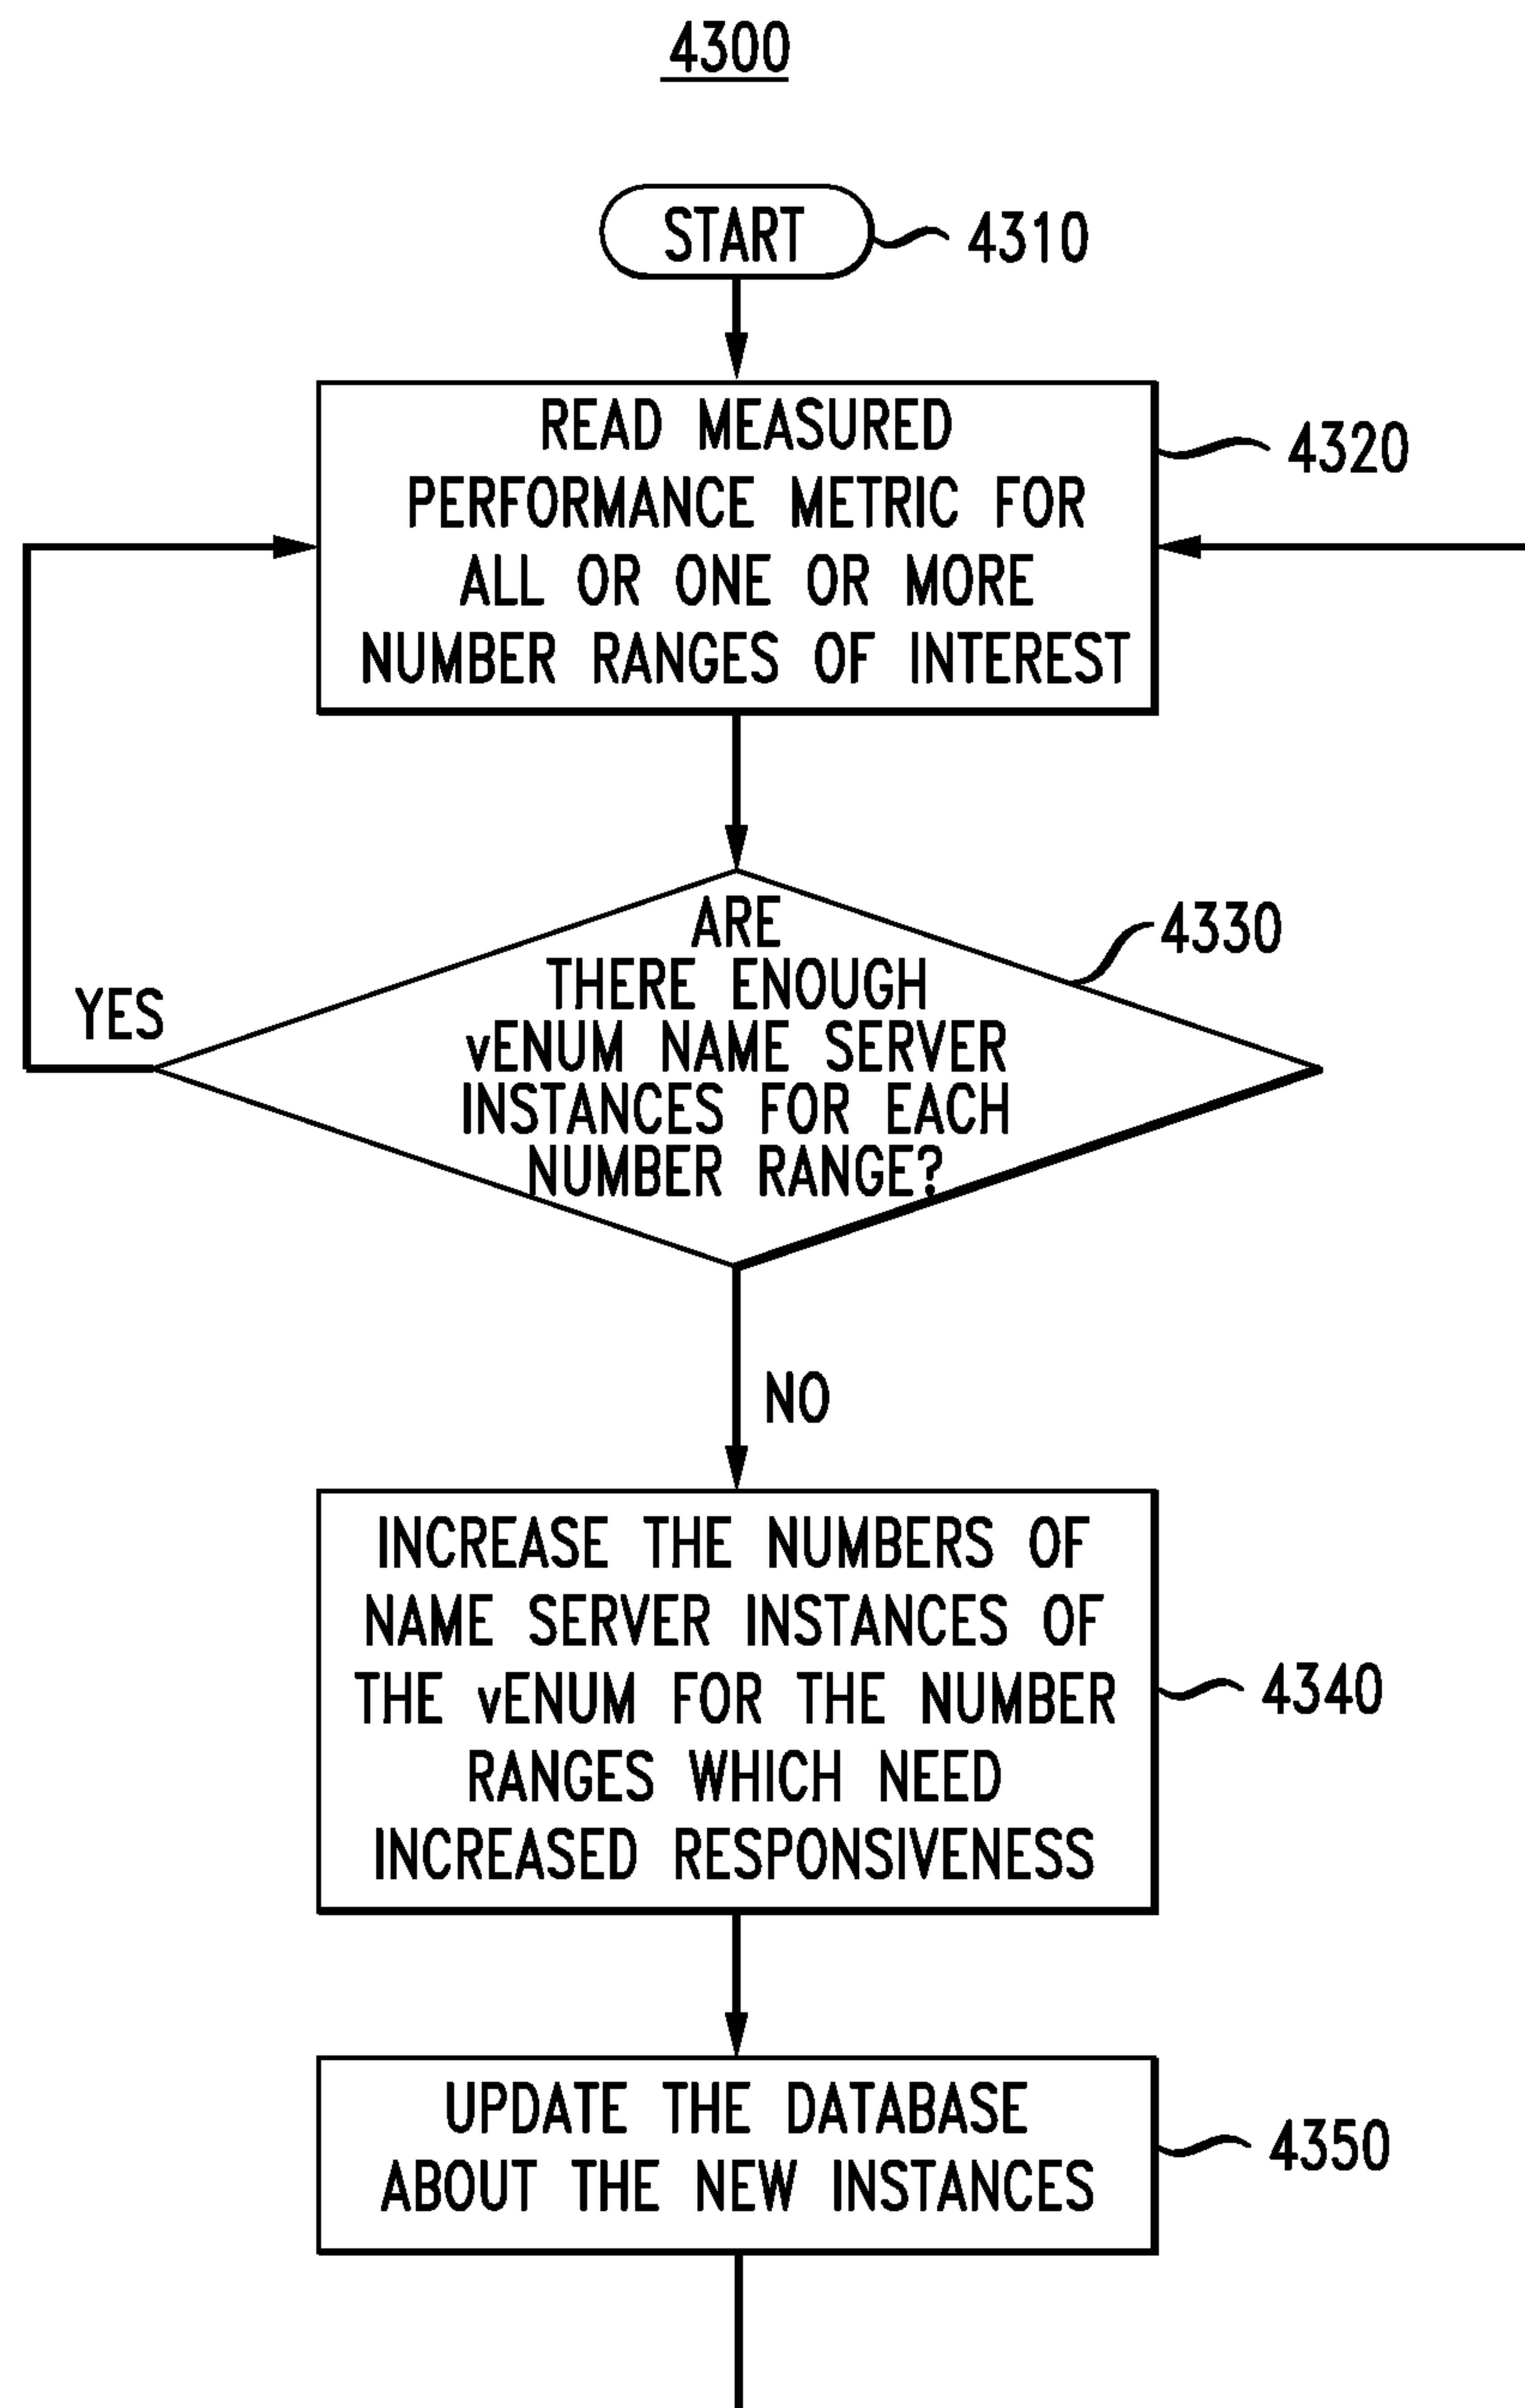 4300
START
4310
READ MEASURED
PERFORMANCE METRIC FOR
ALL OR ONE OR MORE
NUMBER RANGES OF INTEREST
4320
ARE
THERE ENOUGH
vENUM NAME SERVER
INSTANCES FOR EACH
NUMBER RANGE?
4330
YES
NO
INCREASE THE NUMBERS OF
NAME SERVER INSTANCES OF
THE vENUM FOR THE NUMBER
RANGES WHICH NEED
INCREASED RESPONSIVENESS
4340
UPDATE THE DATABASE
ABOUT THE NEW INSTANCES
4350